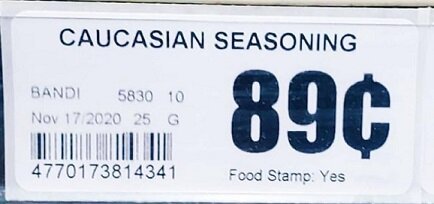 CAUCASIAN SEASONING
BANDI 5830 10
Nov 17/2020 25 G
89¢
4770173814341
Food Stamp: Yes